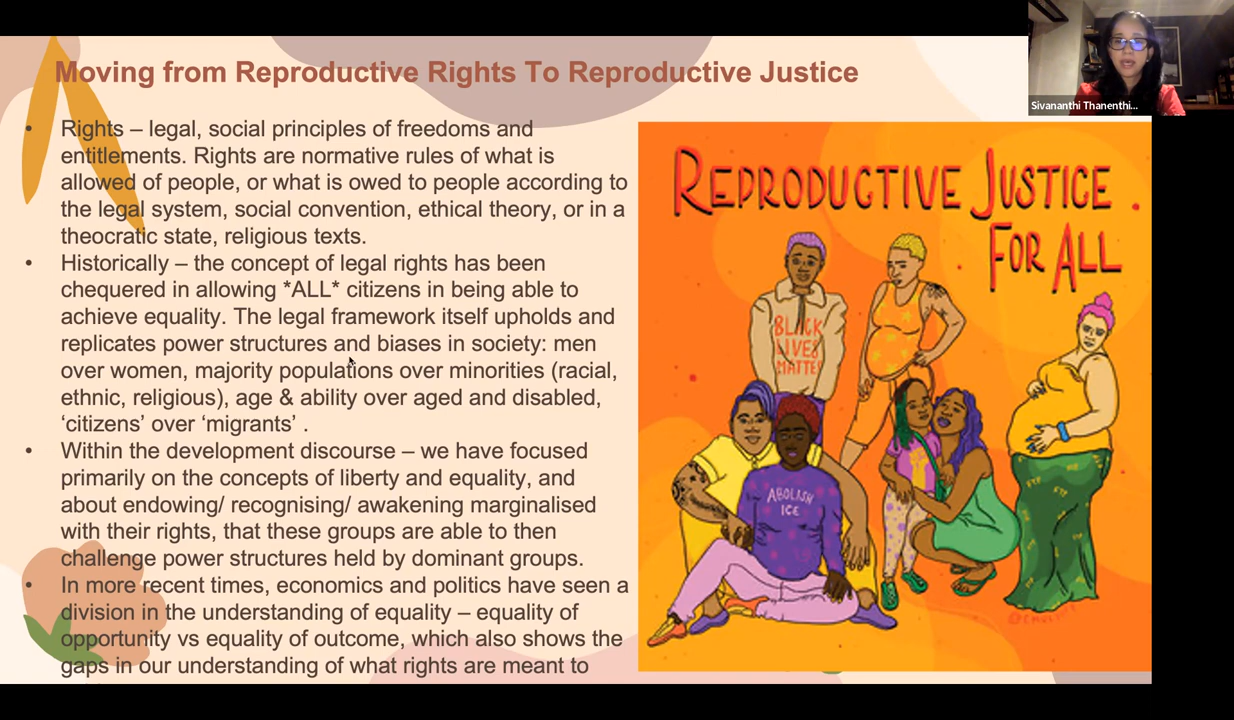 Moving from Reproductive Rights To Reproductive Justice
Sivananthi Thanenthi...
• Rights – legal, social principles of freedoms and
entitlements. Rights are normative rules of what is
allowed of people, or what is owed to people according to
the legal system, social convention, ethical theory, or in a
theocratic state, religious texts.
• Historically – the concept of legal rights has been
chequered in allowing *ALL* citizens in being able to
achieve equality. The legal framework itself upholds and
replicates power structures and biases in society: men
over women, majority populations over minorities (racial,
ethnic, religious), age & ability over aged and disabled,
‘citizens’ over ‘migrants’ .
• Within the development discourse – we have focused
primarily on the concepts of liberty and equality, and
about endowing/ recognising/ awakening marginalised
with their rights, that these groups are able to then
challenge power structures held by dominant groups.
• In more recent times, economics and politics have seen a
division in the understanding of equality – equality of
opportunity vs equality of outcome, which also shows the
gaps in our understanding of what rights are meant to
REPRODUCTIVE JUSTICE .
FOR ALL
BLACK
LIVES
MATTER
ABOLISH
ICE